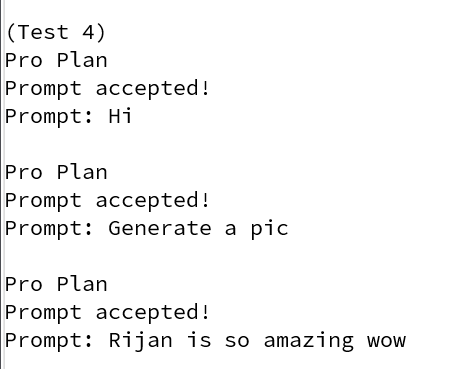 (Test 4)
Pro Plan
Prompt accepted!
Prompt: Hi
Pro Plan
Prompt accepted!
Prompt: Generate a pic
Pro Plan
Prompt accepted!
Prompt: Rijan is so amazing wow